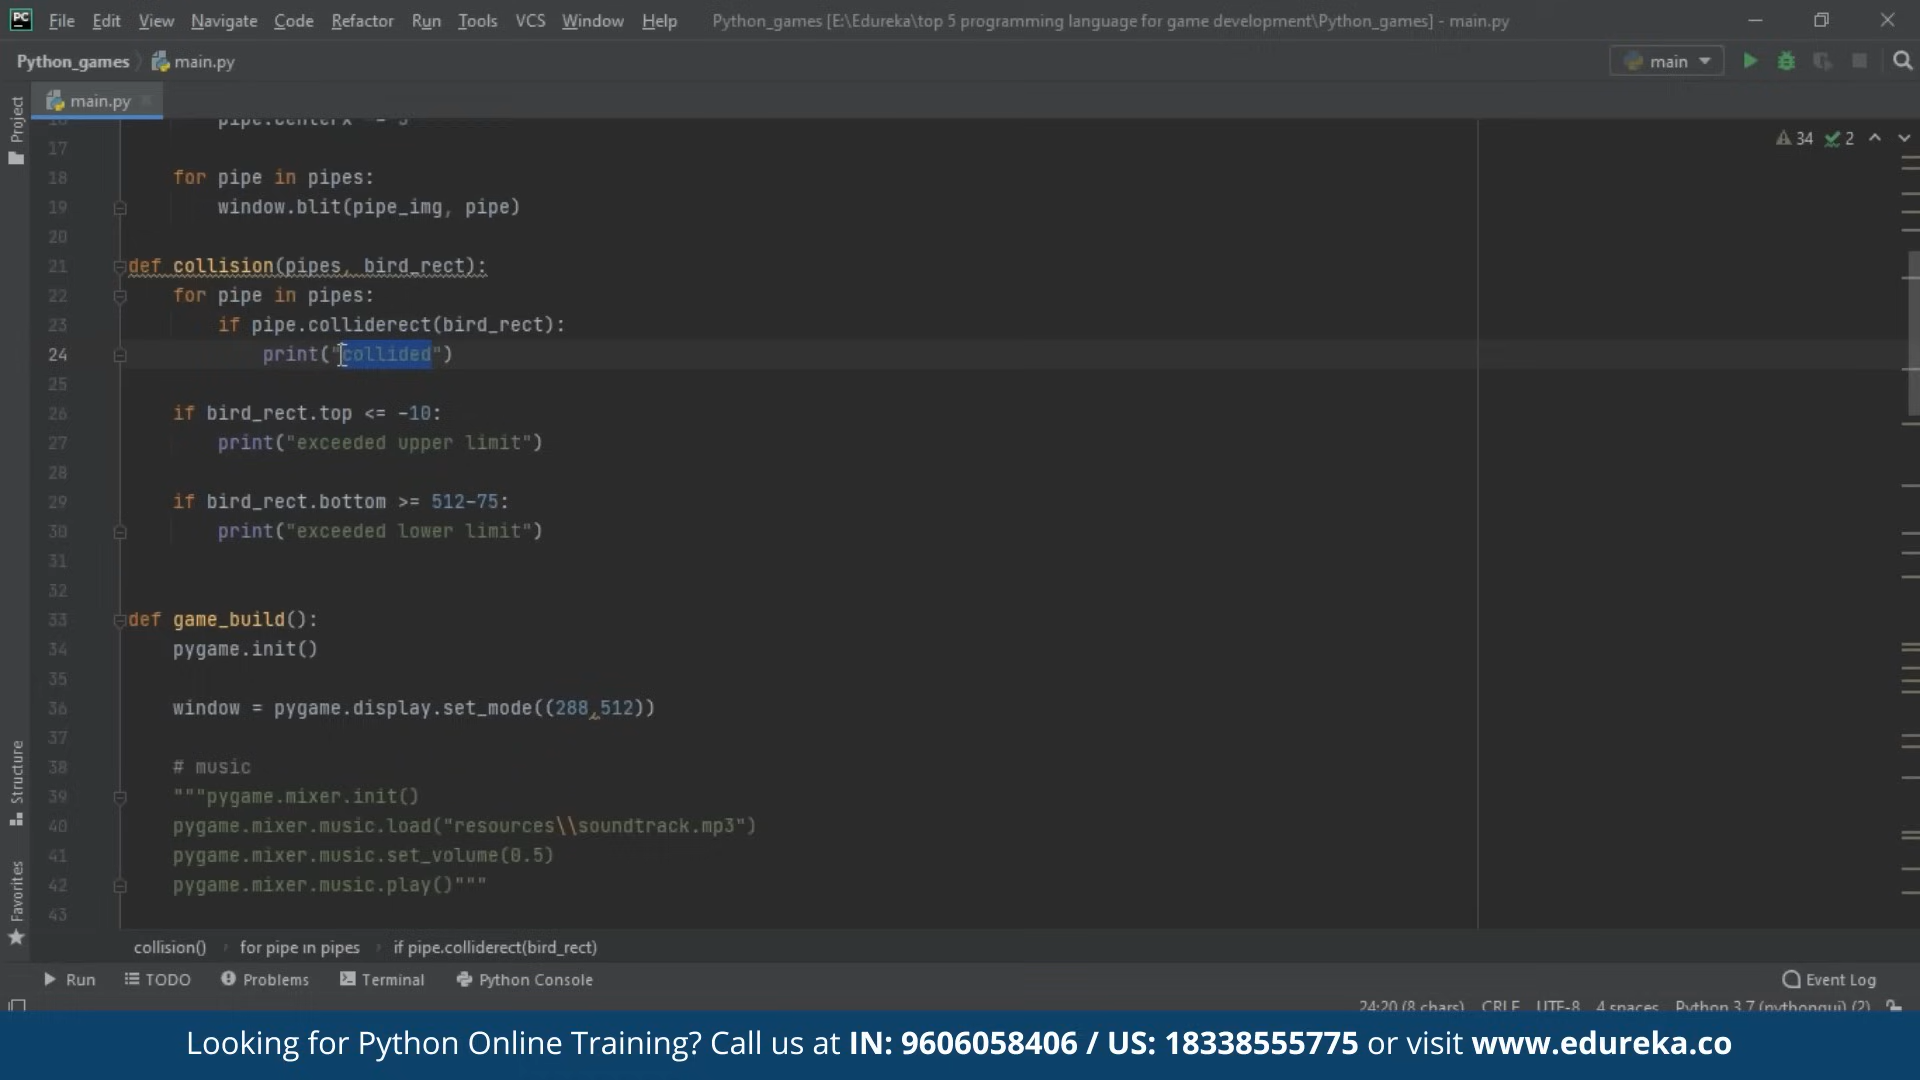 PC File Edit View Navigate Code Refactor Run Tools VCS Window Help Python_games [E:\Edureka\top 5 programming language for game development\Python_games] - main.py
Python_games main.py main
Project
main.py
34 2
17
18 for pipe in pipes:
19 window.blit(pipe_img, pipe)
20
21 def collision(pipes, bird_rect):
22 for pipe in pipes:
23 if pipe.colliderect(bird_rect):
24 print("collided")
25
26 if bird_rect.top <= -10:
27 print("exceeded upper limit")
28
29 if bird_rect.bottom >= 512-75:
30 print("exceeded lower limit")
31
32
33 def game_build():
34 pygame.init()
35
36 window = pygame.display.set_mode((288,512))
37
38 # music
39 """pygame.mixer.init()
40 pygame.mixer.music.load("resources\\soundtrack.mp3")
41 pygame.mixer.music.set_volume(0.5)
42 pygame.mixer.music.play()"""
43
Structure
Favorites
collision() for pipe in pipes if pipe.colliderect(bird_rect)
Run TODO Problems Terminal Python Console Event Log
24:20 (8 chars) CRLF UTF-8 4 spaces Python 3.7 (pythongui) (2)
Looking for Python Online Training? Call us at IN: 9606058406 / US: 18338555775 or visit www.edureka.co